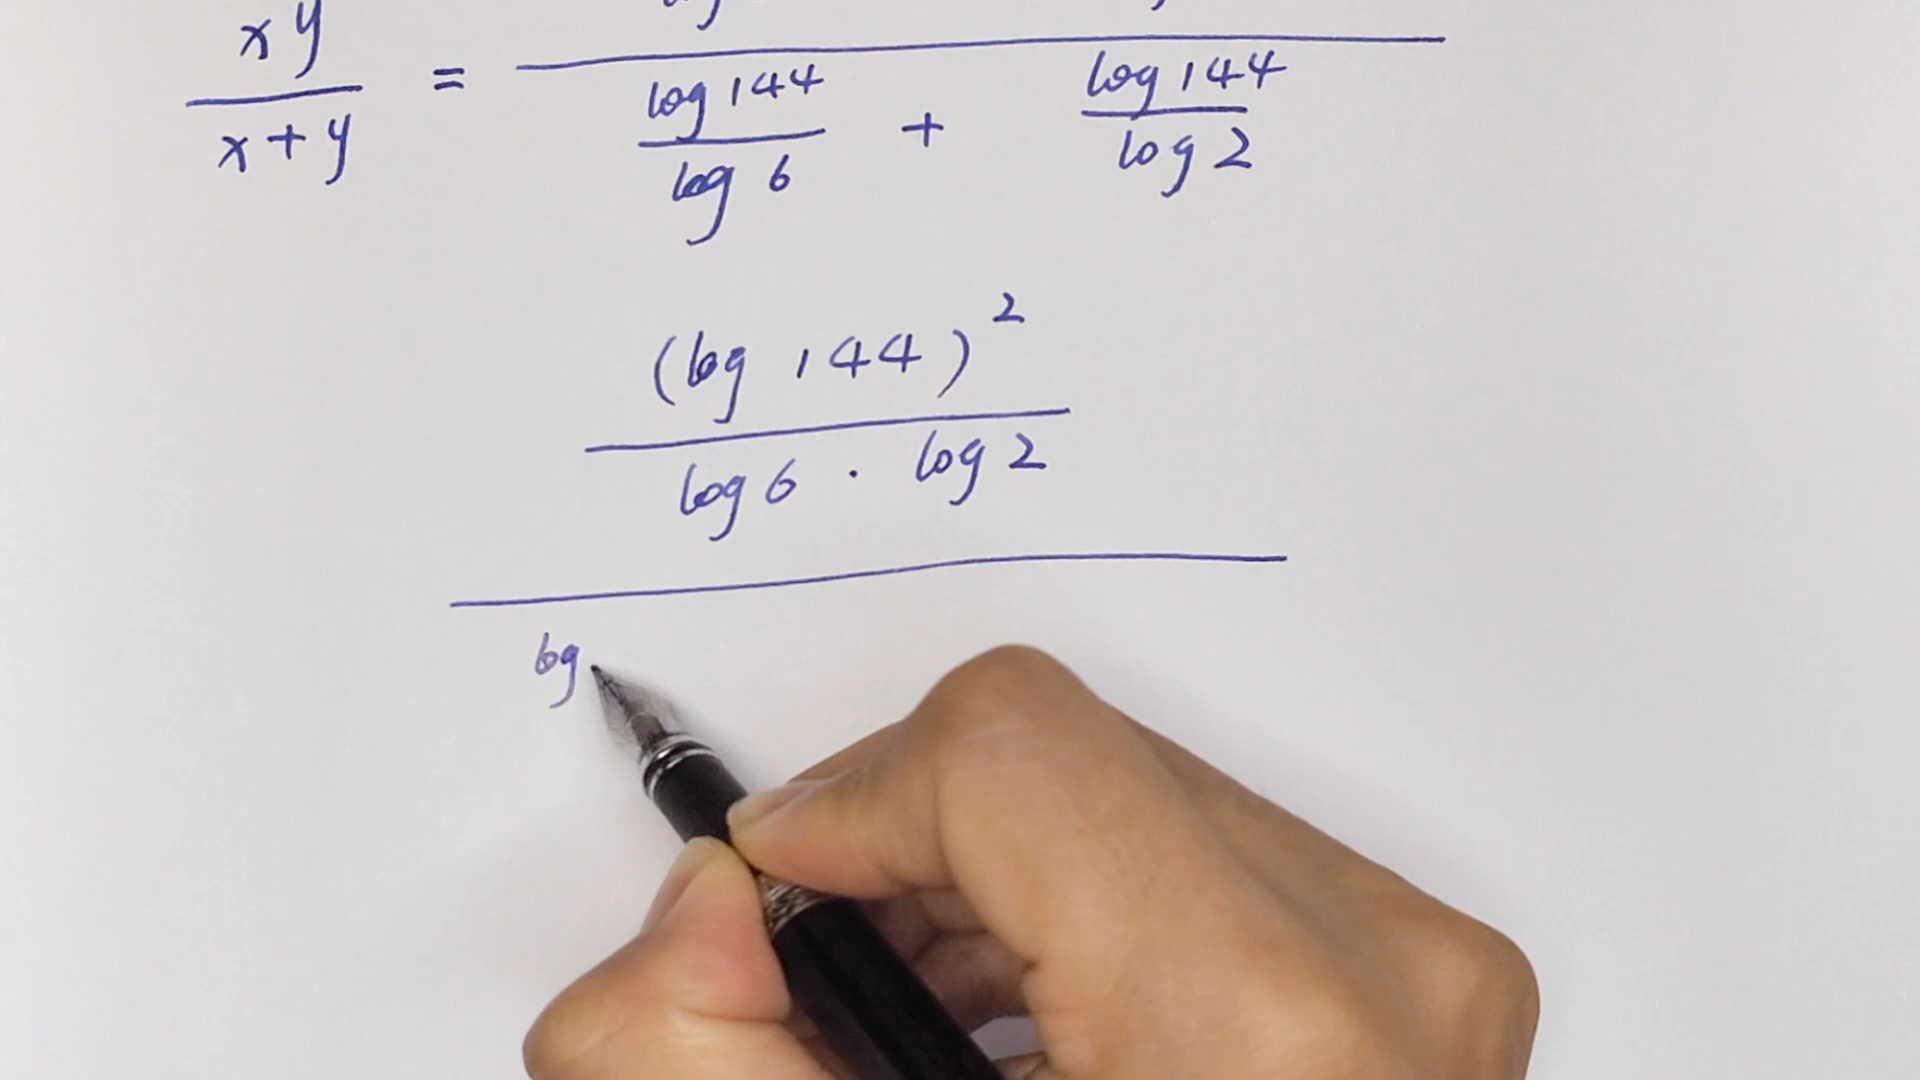 xy
x + y
=
log 144
log 6
+
log 144
log 2
(log 144)²
log 6 · log 2
log